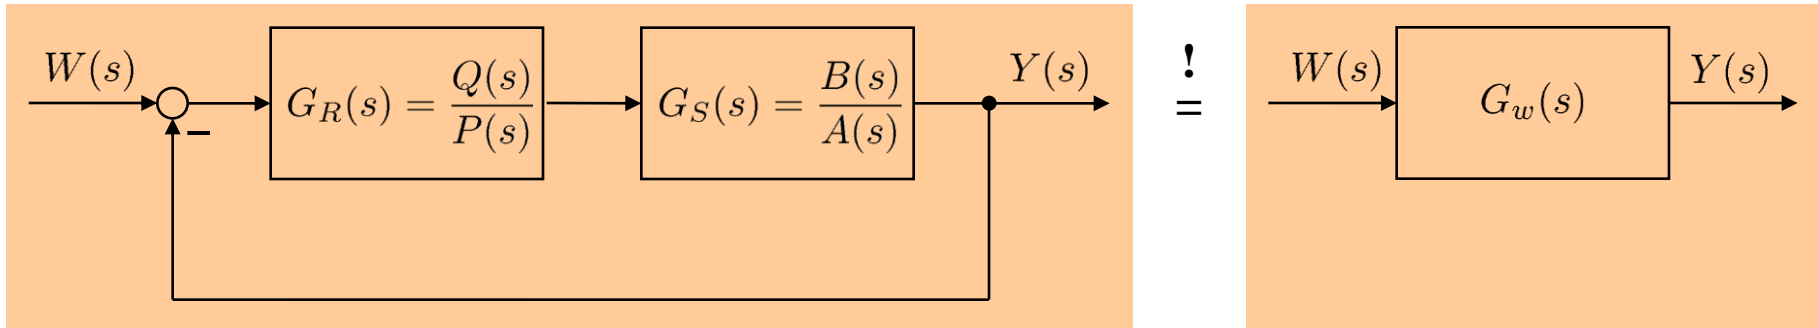 W(s)
−
G_R(s) = Q(s)/P(s)
G_S(s) = B(s)/A(s)
Y(s)
!
=
W(s)
G_w(s)
Y(s)